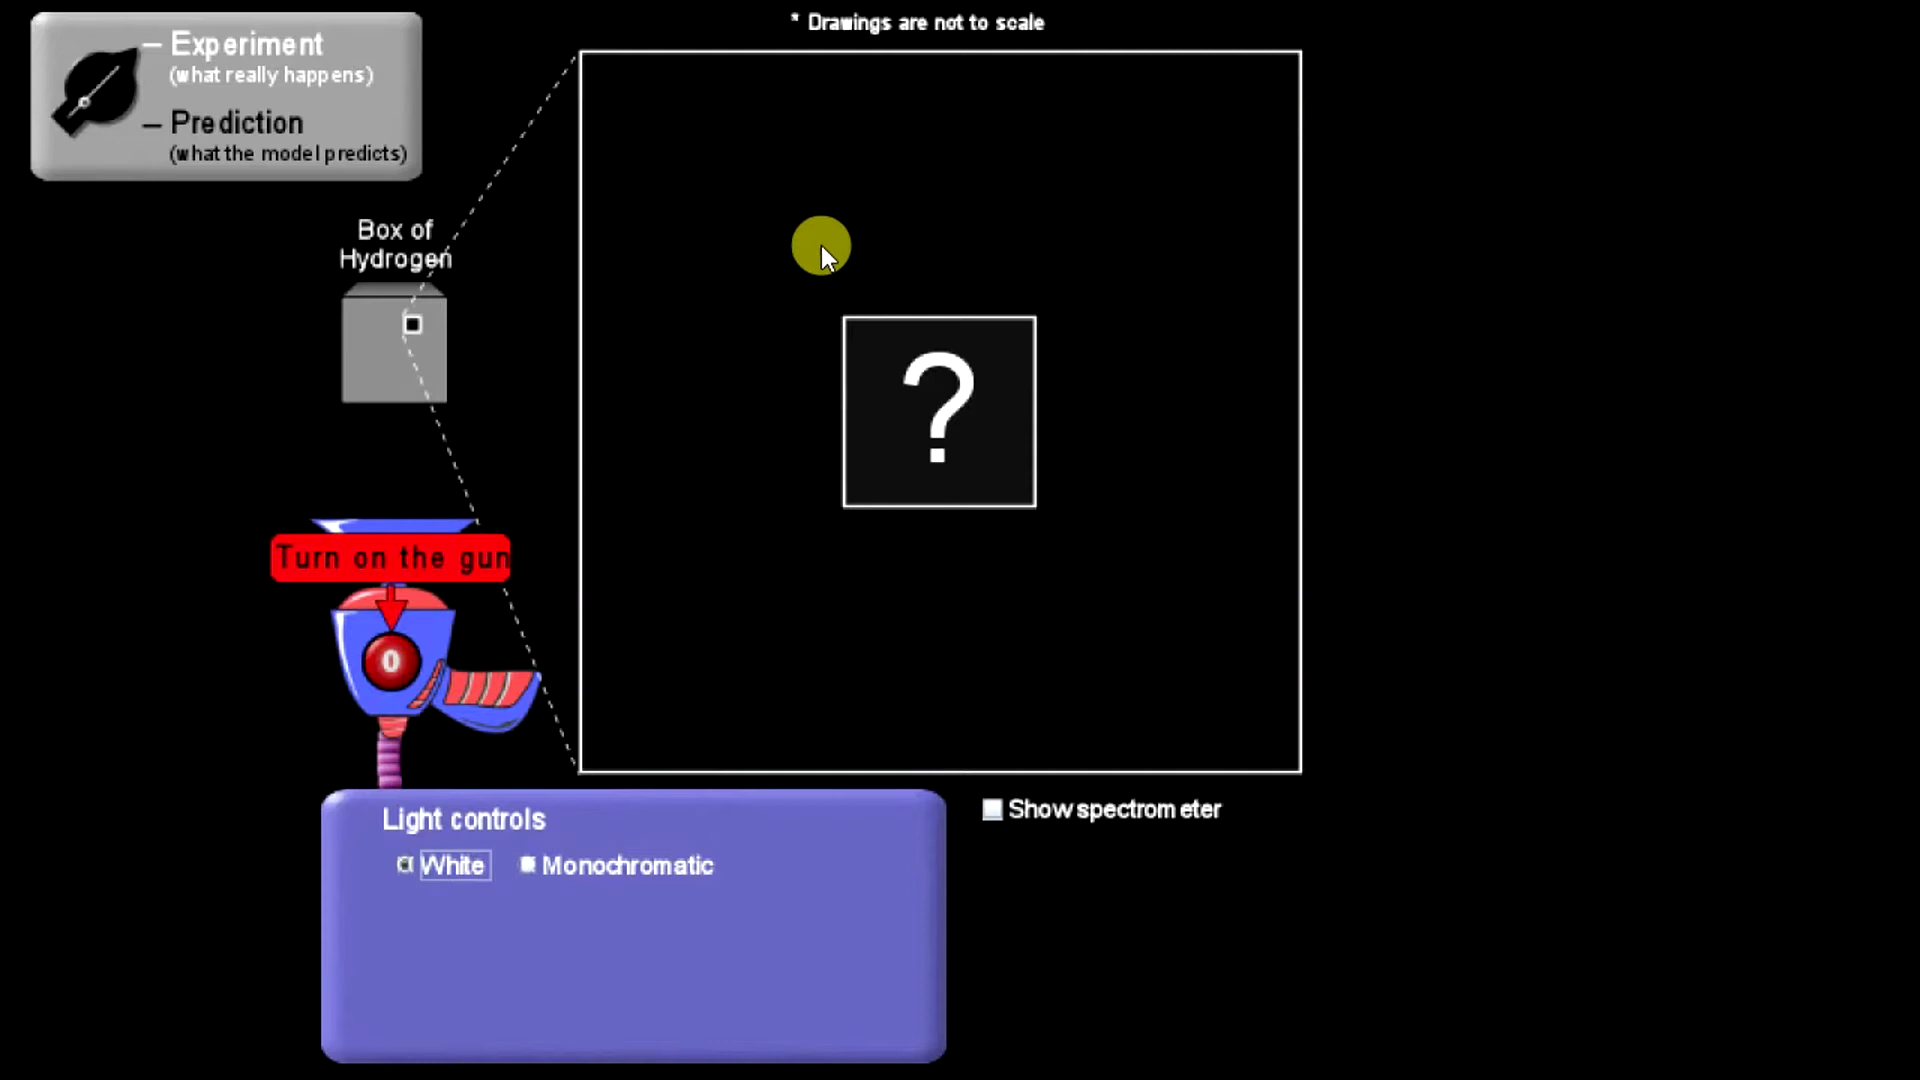 * Drawings are not to scale
Experiment
(what really happens)
Prediction
(what the model predicts)
Box of
Hydrogen
?
Turn on the gun
0
Light controls
White
Monochromatic
Show spectrometer